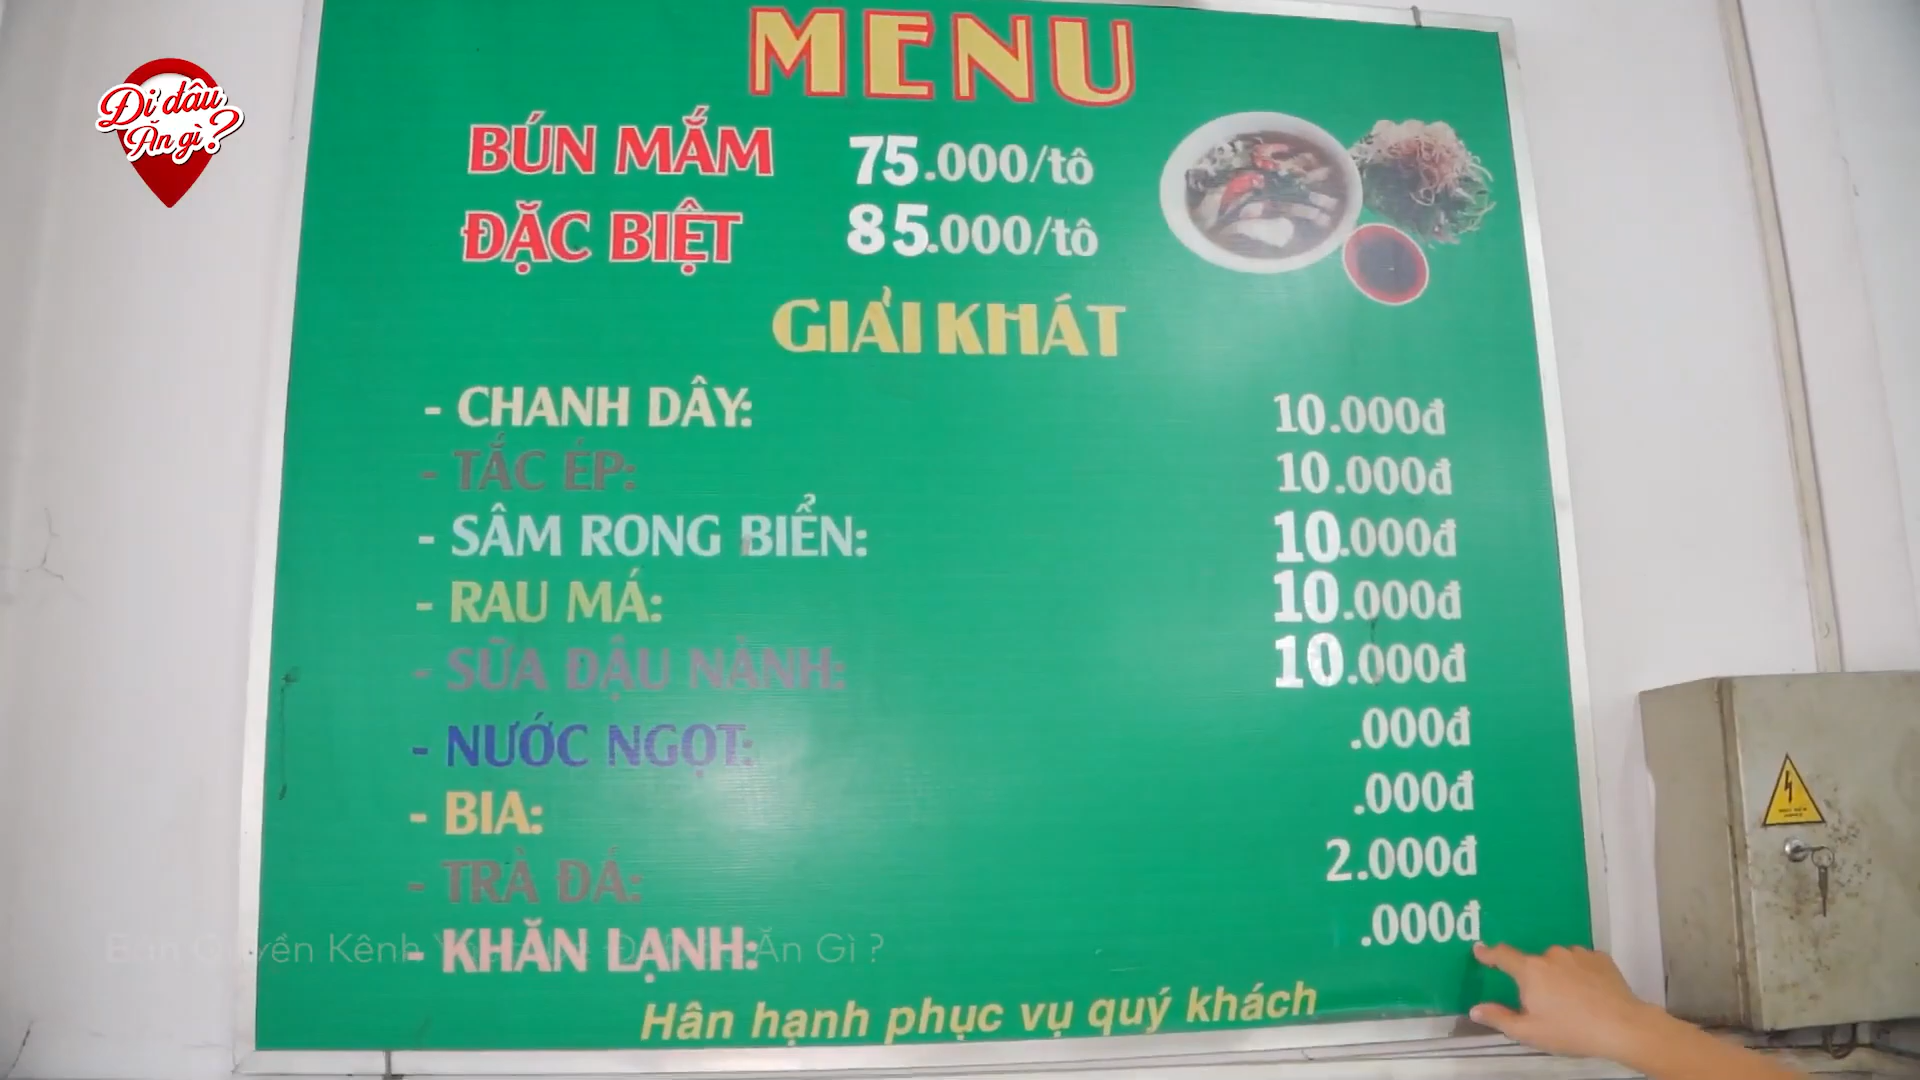 Đi đâu
Ăn gì?
MENU
BÚN MẮM 75.000/tô
ĐẶC BIỆT 85.000/tô
GIẢI KHÁT
- CHANH DÂY: 10.000đ
- TẮC ÉP: 10.000đ
- SÂM RONG BIỂN: 10.000đ
- RAU MÁ: 10.000đ
- SỮA ĐẬU NÀNH: 10.000đ
- NƯỚC NGỌT: .000đ
- BIA: .000đ
- TRÀ ĐÁ: 2.000đ
- KHĂN LẠNH: .000đ
Kênh Ăn Gì ?
Hân hạnh phục vụ quý khách